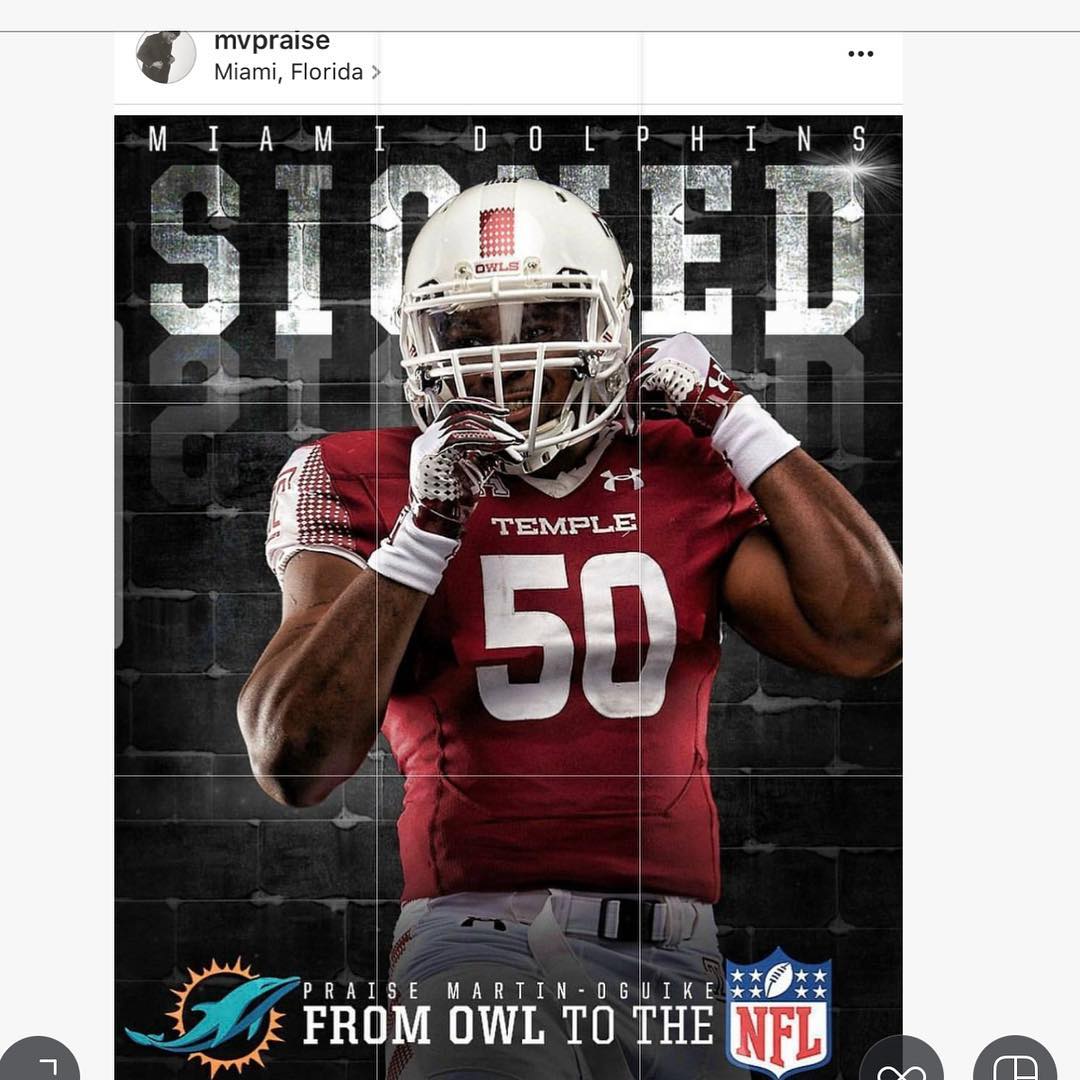 mvpraise
Miami, Florida
MIAMI DOLPHINS
SIGNED
OWLS
TEMPLE
50
PRAISE MARTIN-OGUIKE
FROM OWL TO THE
NFL